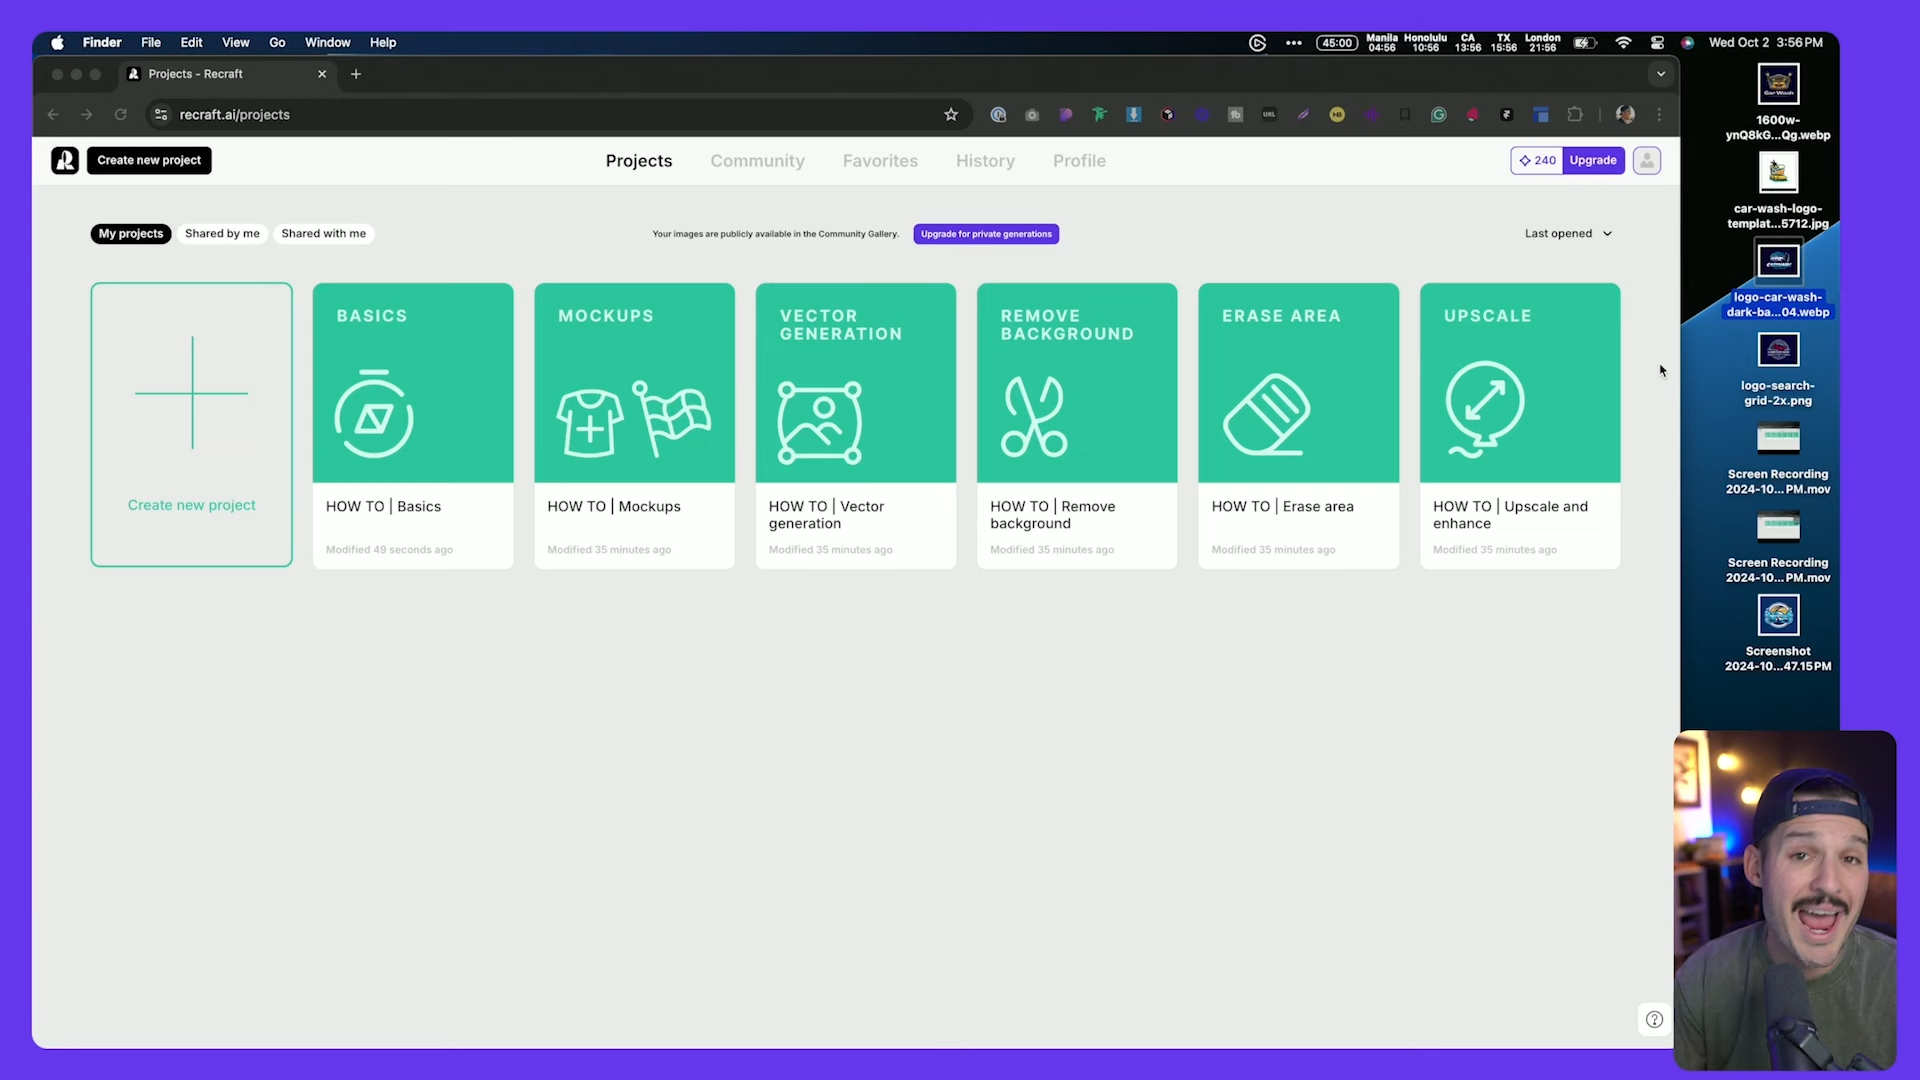 Finder File Edit View Go Window Help
45:00
Manila 04:56
Honolulu 10:56
CA 13:56
TX 15:56
London 21:56
Wed Oct 2 3:56PM
Projects - Recraft
recraft.ai/projects
Create new project
Projects Community Favorites History Profile
240 Upgrade
My projects Shared by me Shared with me
Your images are publicly available in the Community Gallery.
Upgrade for private generations
Last opened
Create new project
BASICS
HOW TO | Basics
Modified 49 seconds ago
MOCKUPS
HOW TO | Mockups
Modified 35 minutes ago
VECTOR
GENERATION
HOW TO | Vector
generation
Modified 35 minutes ago
REMOVE
BACKGROUND
HOW TO | Remove
background
Modified 35 minutes ago
ERASE AREA
HOW TO | Erase area
Modified 35 minutes ago
UPSCALE
HOW TO | Upscale and
enhance
Modified 35 minutes ago
Car Wash
1600w-
ynQ8kG...Qg.webp
car-wash-logo-
templat...5712.jpg
logo-car-wash-
dark-ba...04.webp
logo-search-
grid-2x.png
Screen Recording
2024-10...PM.mov
Screen Recording
2024-10...PM.mov
Screenshot
2024-10...47.15PM